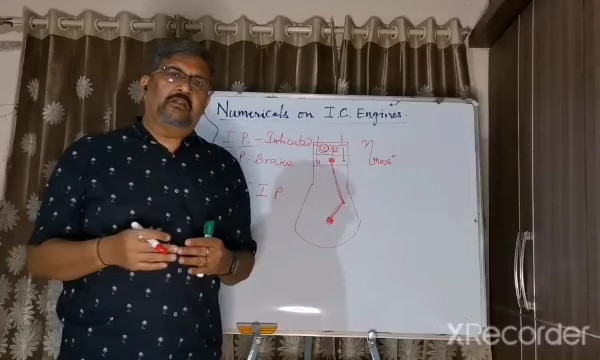 Numericals on I.C. Engines.
I P. - Indicated
P. - Brake
I P
η mech
XRecorder